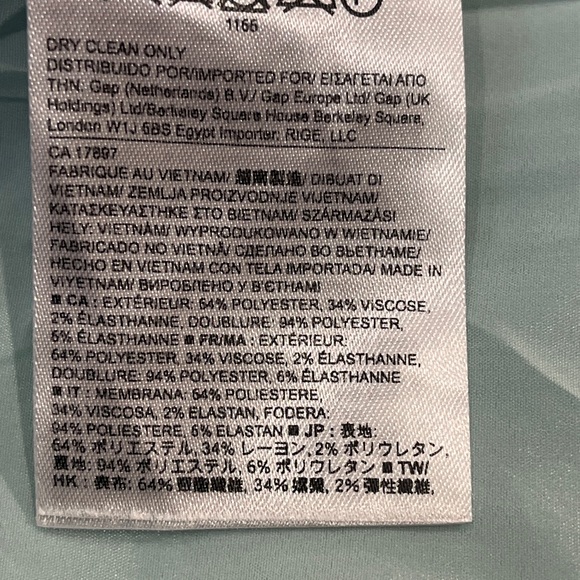 1166
DRY CLEAN ONLY
DISTRIBUIDO POR/IMPORTED FOR/ ΕΙΣΑΓΕΤΑΙ ΑΠΟ
ΤΗΝ: Gap (Netherlands) B.V./ Gap Europe Ltd/ Gap (UK
Holdings) Ltd/Berkeley Square House Berkeley Square,
London W1J 6BS Egypt Importer: RIGE, LLC
CA 17897
FABRIQUÉ AU VIETNAM/ 越南製造/ DIBUAT DI
VIETNAM/ ZEMLJA PROIZVODNJE VIJETNAM/
ΚΑΤΑΣΚΕΥΑΣΤΗΚΕ ΣΤΟ ΒΙΕΤΝΑΜ/ SZÁRMAZÁSI
HELY: VIETNÁM/ WYPRODUKOWANO W WIETNAMIE/
FABRICADO NO VIETNÃ/ СДЕЛАНО ВО ВЬЕТНАМЕ/
HECHO EN VIETNAM CON TELA IMPORTADA/ MADE IN
VIYETNAM/ ВИРОБЛЕНО У В'ЄТНАМІ
■ CA : EXTÉRIEUR: 64% POLYESTER, 34% VISCOSE,
2% ÉLASTHANNE, DOUBLURE: 94% POLYESTER,
6% ÉLASTHANNE ■ FR/MA : EXTÉRIEUR:
64% POLYESTER, 34% VISCOSE, 2% ÉLASTHANNE,
DOUBLURE: 94% POLYESTER, 6% ÉLASTHANNE
■ IT : MEMBRANA: 64% POLIESTERE,
34% VISCOSA, 2% ELASTAN, FODERA:
94% POLIESTERE, 6% ELASTAN ■ JP : 表地:
64% ポリエステル, 34% レーヨン, 2% ポリウレタン,
裏地: 94% ポリエステル, 6% ポリウレタン ■ TW/
HK : 表布: 64% 聚酯纖維, 34% 嫘縈, 2% 彈性纖維,